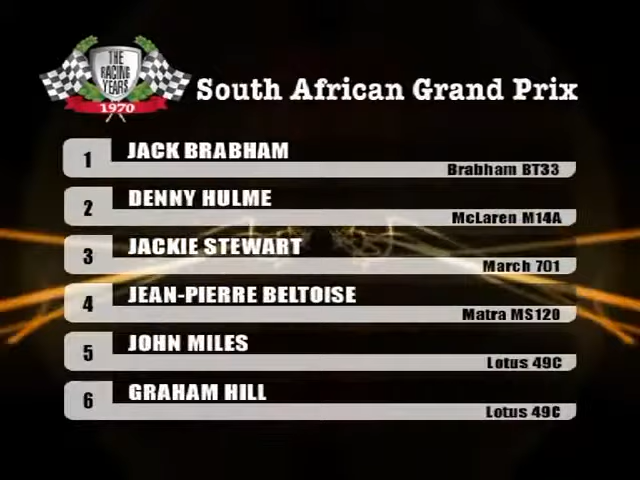 THE
RACING
YEARS
1970
South African Grand Prix
1
JACK BRABHAM
Brabham BT33
2
DENNY HULME
McLaren M14A
3
JACKIE STEWART
March 701
4
JEAN-PIERRE BELTOISE
Matra MS120
5
JOHN MILES
Lotus 49C
6
GRAHAM HILL
Lotus 49C